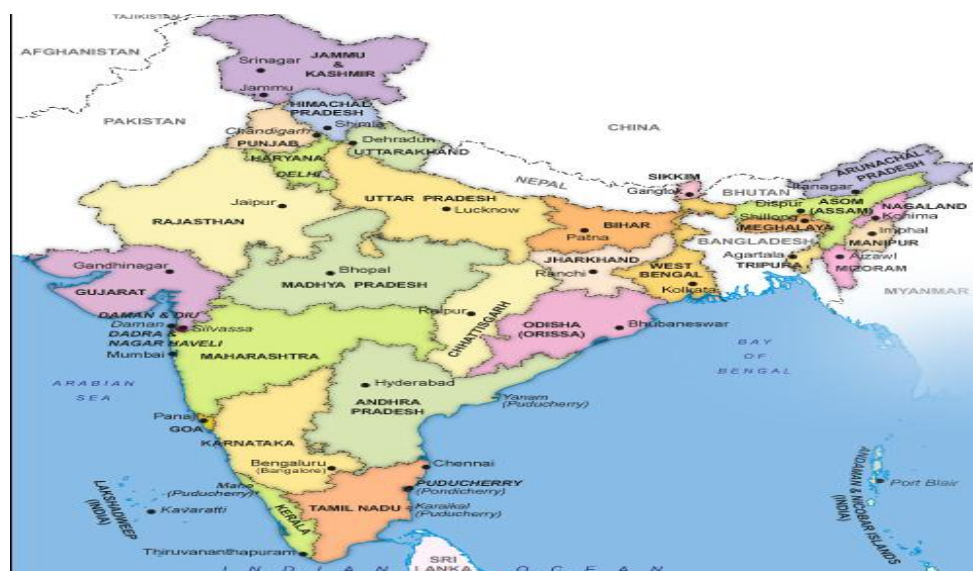 TAJIKISTAN
AFGHANISTAN
JAMMU
&
KASHMIR
Srinagar
Jammu
HIMACHAL
PRADESH
Shimla
PAKISTAN
Chandigarh
PUNJAB
Dehradun
UTTARAKHAND
CHINA
HARYANA
DELHI
NEPAL
SIKKIM
Gangtok
BHUTAN
ARUNACHAL
PRADESH
Itanagar
RAJASTHAN
Jaipur
UTTAR PRADESH
Lucknow
BIHAR
Patna
Dispur
ASOM
(ASSAM)
NAGALAND
Kohima
Shillong
MEGHALAYA
Imphal
MANIPUR
BANGLADESH
Agartala
TRIPURA
Aizawl
MIZORAM
MYANMAR
Gandhinagar
GUJARAT
Bhopal
MADHYA PRADESH
JHARKHAND
Ranchi
WEST
BENGAL
Kolkata
Raipur
CHHATTISGARH
ODISHA
(ORISSA)
Bhubaneswar
DAMAN & DIU
Daman
Silvassa
DADRA &
NAGAR HAVELI
Mumbai
MAHARASHTRA
ARABIAN
SEA
BAY
OF
BENGAL
Hyderabad
ANDHRA
PRADESH
Yanam
(Puducherry)
Panaji
GOA
KARNATAKA
Bengaluru
(Bangalore)
Chennai
Mahe
(Puducherry)
PUDUCHERRY
(Pondicherry)
LAKSHADWEEP
(INDIA)
Kavaratti
KERALA
TAMIL NADU
Karaikal
(Puducherry)
ANDAMAN & NICOBAR ISLANDS
(INDIA)
Port Blair
Thiruvananthapuram
SRI
LANKA
INDIAN OCEAN